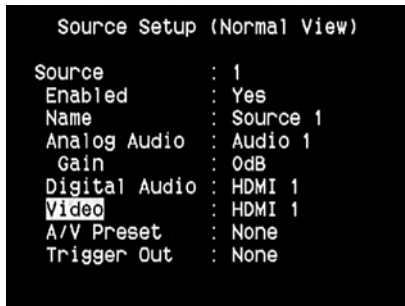 Source Setup (Normal View)
Source : 1
Enabled : Yes
Name : Source 1
Analog Audio : Audio 1
Gain : 0dB
Digital Audio : HDMI 1
Video : HDMI 1
A/V Preset : None
Trigger Out : None